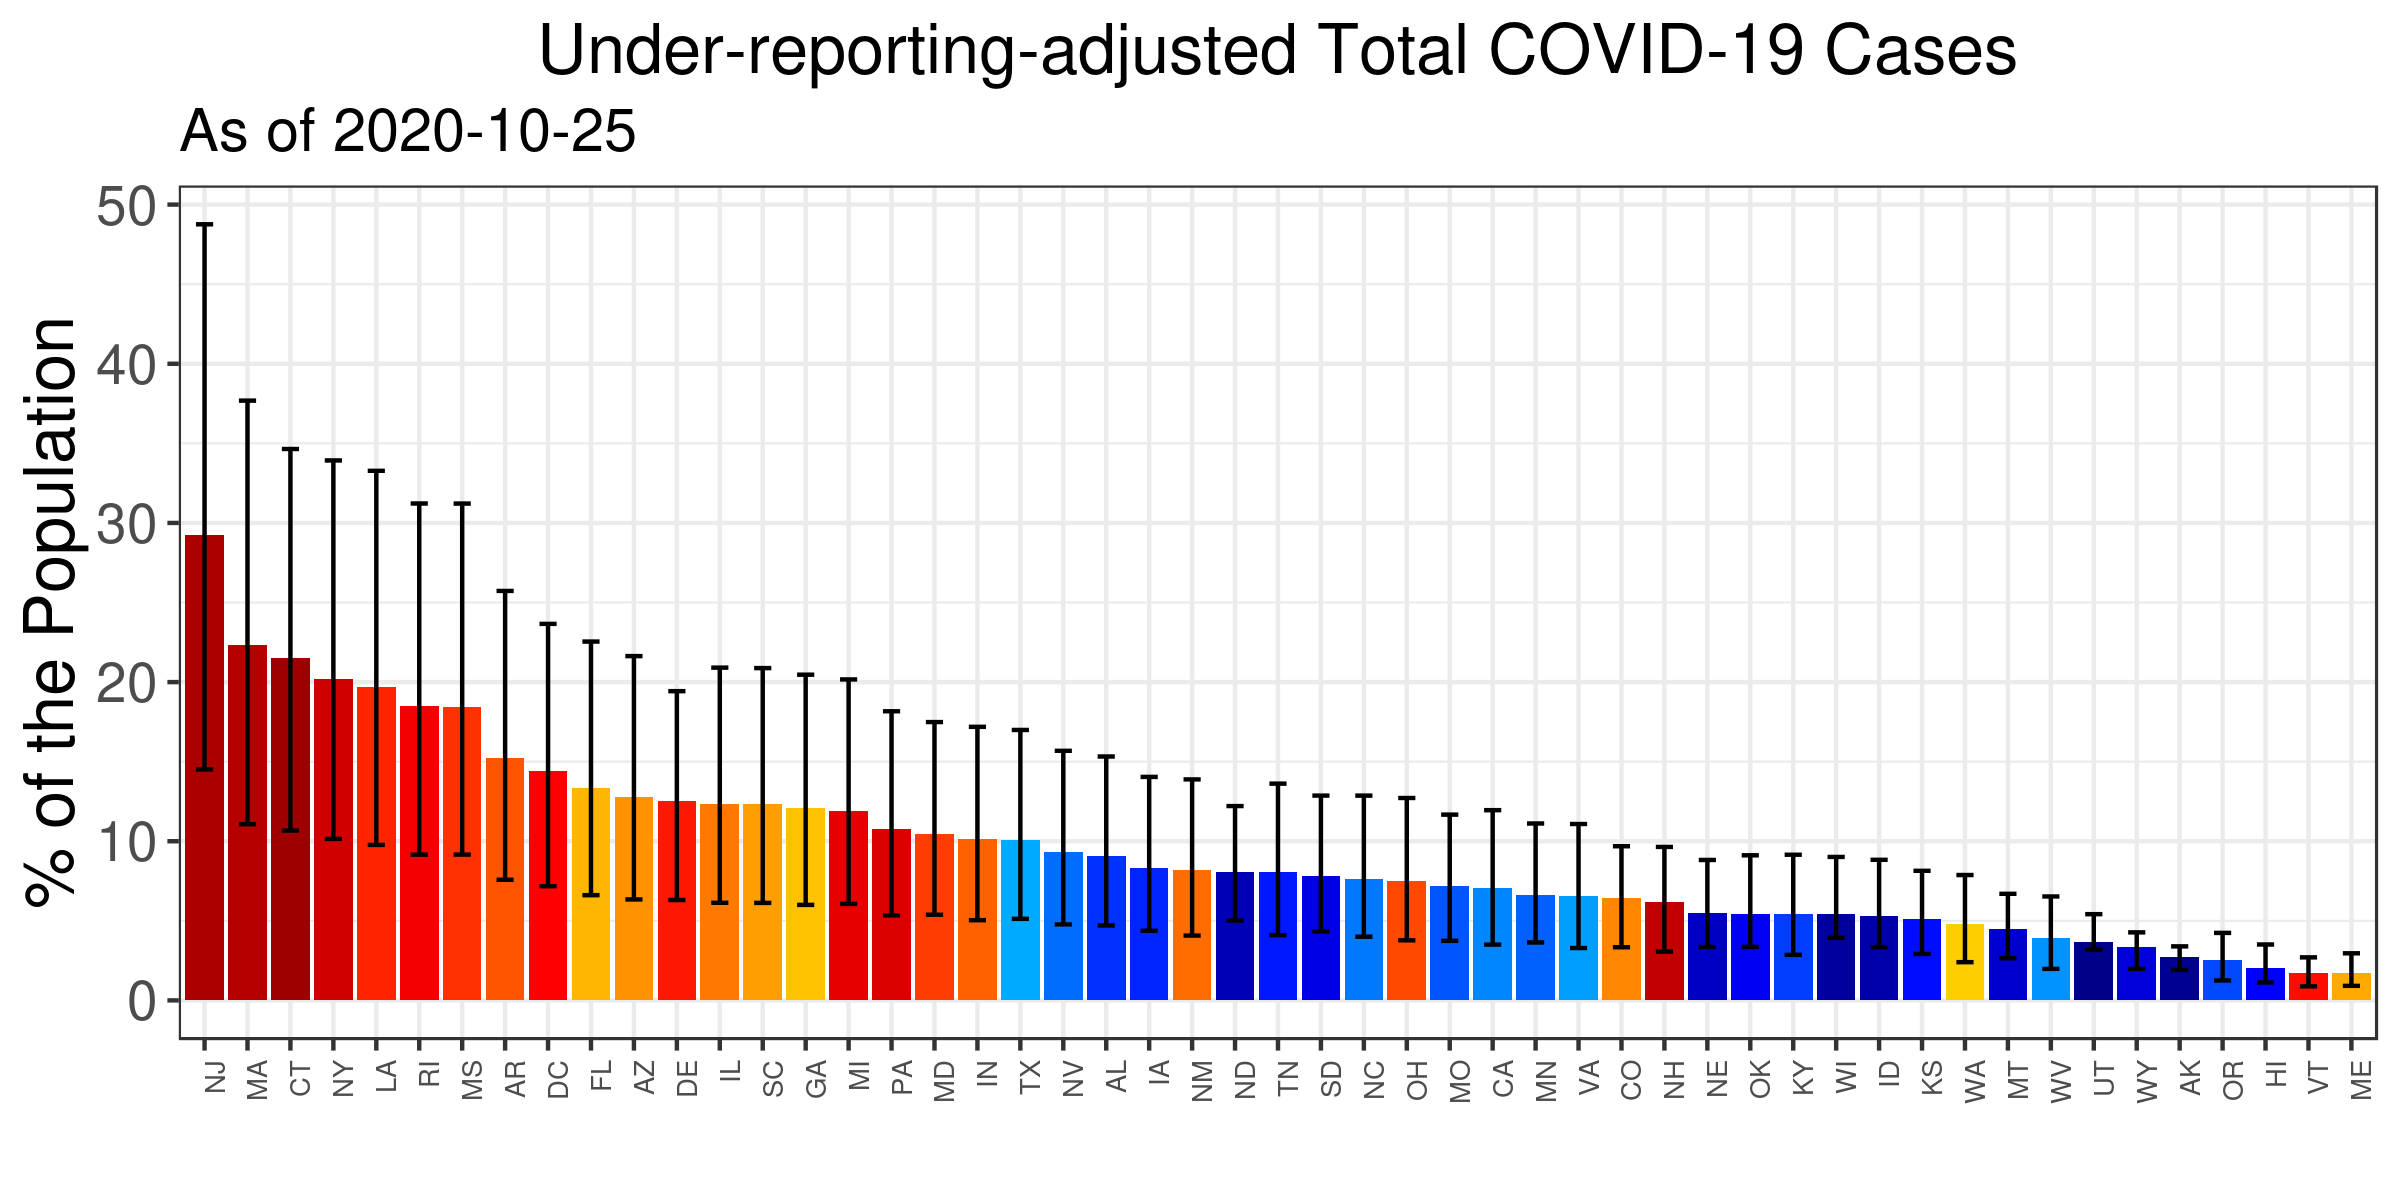 Under-reporting-adjusted Total COVID-19 Cases
As of 2020-10-25
% of the Population
50
40
30
20
10
0
NJ MA CT NY LA RI MS AR DC FL AZ DE IL SC GA MI PA MD IN TX NV AL IA NM ND TN SD NC OH MO CA MN VA CO NH NE OK KY WI ID KS WA MT WV UT WY AK OR HI VT ME